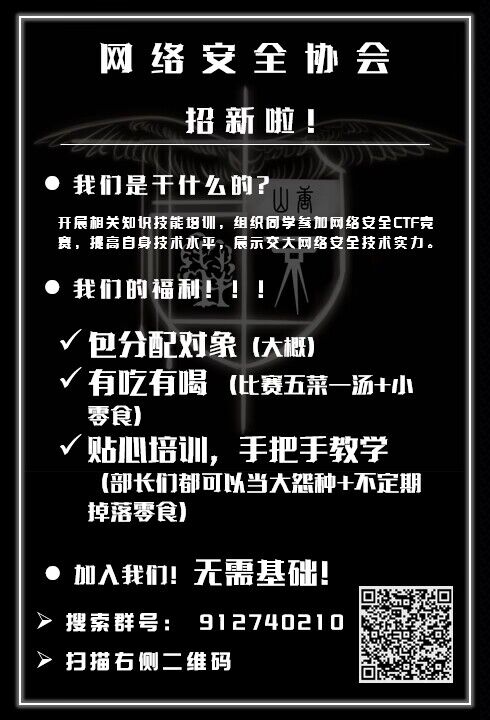 网络安全协会
招新啦!
我们是干什么的?
开展相关知识技能培训,组织同学参加网络安全CTF竞
赛,提高自身技术水平,展示交大网络安全技术实力。
我们的福利!!!
包分配对象(大概)
有吃有喝(比赛五菜一汤+小
零食)
贴心培训,手把手教学
(部长们都可以当大怨种+不定期
掉落零食)
加入我们!无需基础!
搜索群号: 912740210
扫描右侧二维码